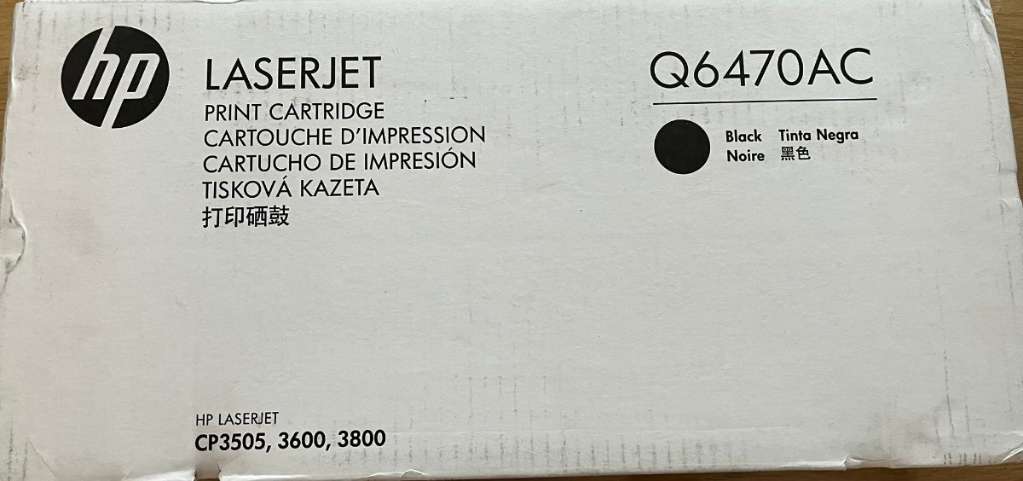 hp
LASERJET
PRINT CARTRIDGE
CARTOUCHE D'IMPRESSION
CARTUCHO DE IMPRESIÓN
TISKOVÁ KAZETA
打印硒鼓
Q6470AC
Black Tinta Negra
Noire 黑色
HP LASERJET
CP3505, 3600, 3800